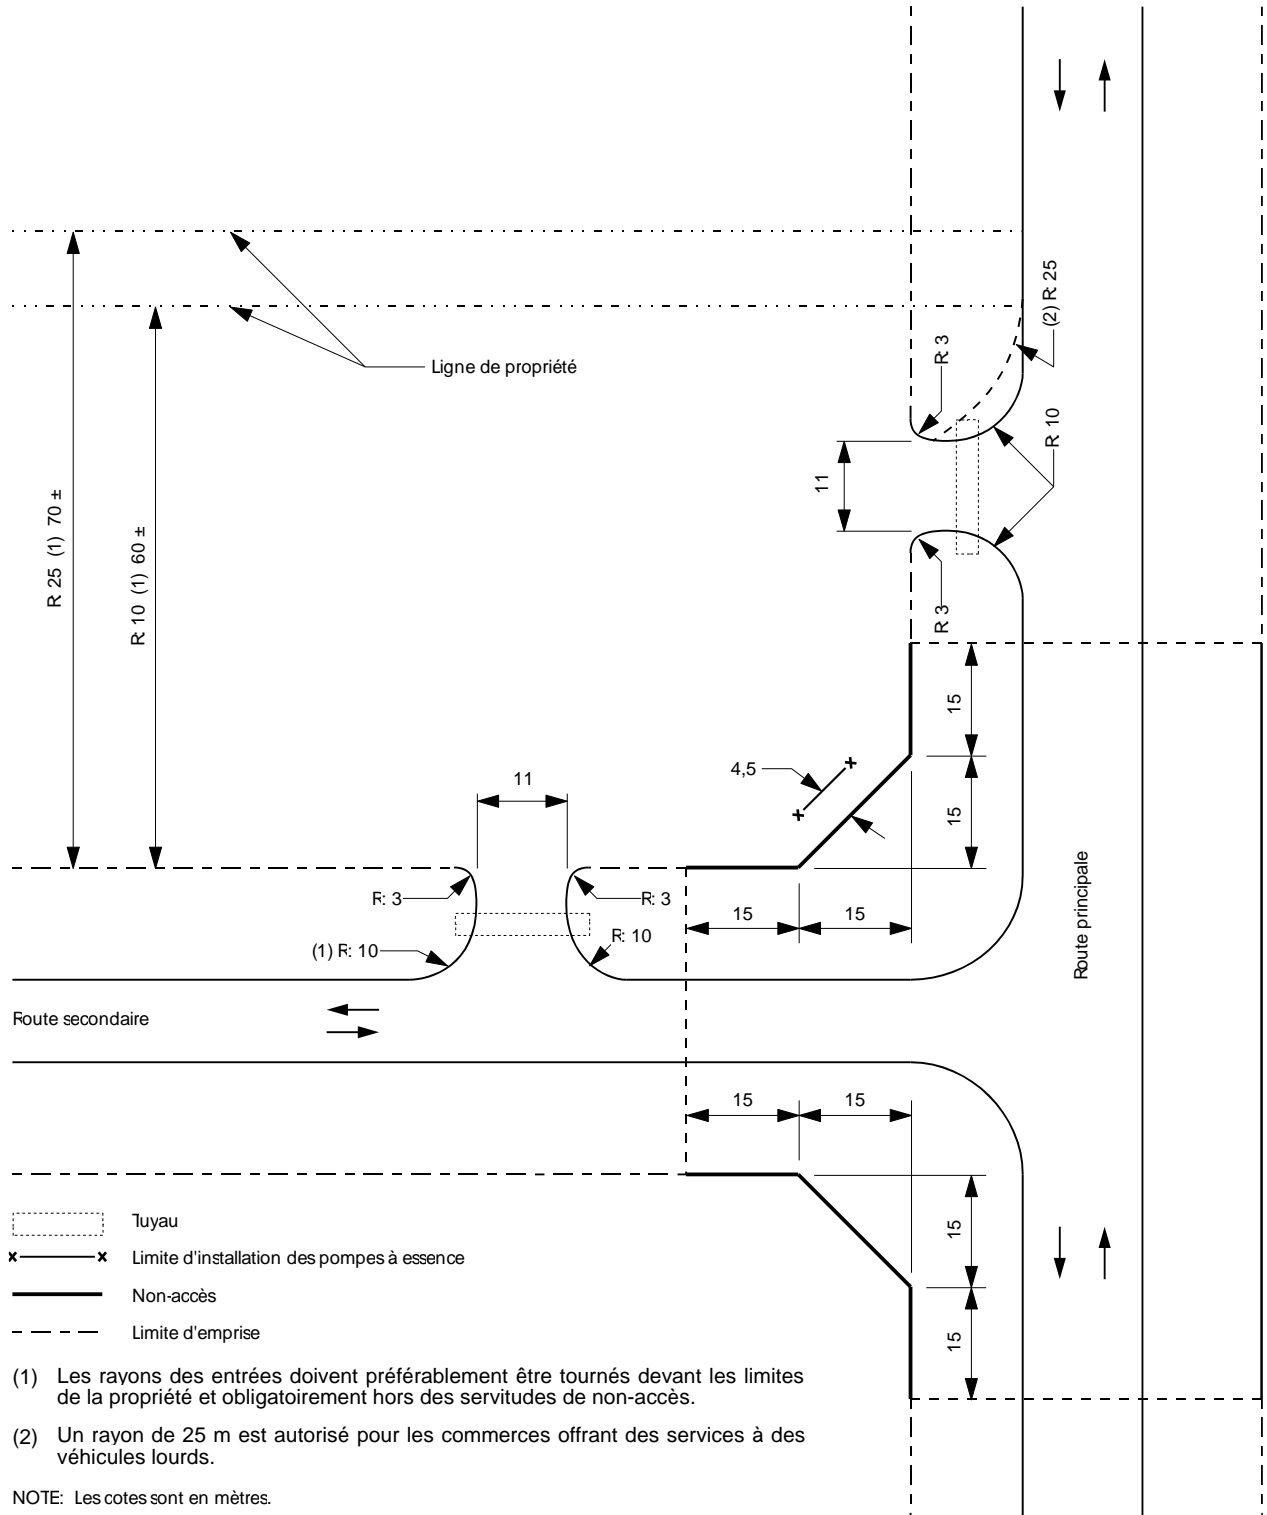 (2) R 25
R: 3
Ligne de propriété
R 10
11
R 25 (1) 70 ±
R: 10 (1) 60 ±
R 3
15
4,5
11
15
Route principale
R: 3
R: 3
15
15
R: 10
(1) R: 10
Route secondaire
15
15
15
Tuyau
Limite d'installation des pompes à essence
Non-accès
15
Limite d'emprise
(1) Les rayons des entrées doivent préférablement être tournés devant les limites
de la propriété et obligatoirement hors des servitudes de non-accès.
(2) Un rayon de 25 m est autorisé pour les commerces offrant des services à des
véhicules lourds.
NOTE: Les cotes sont en mètres.